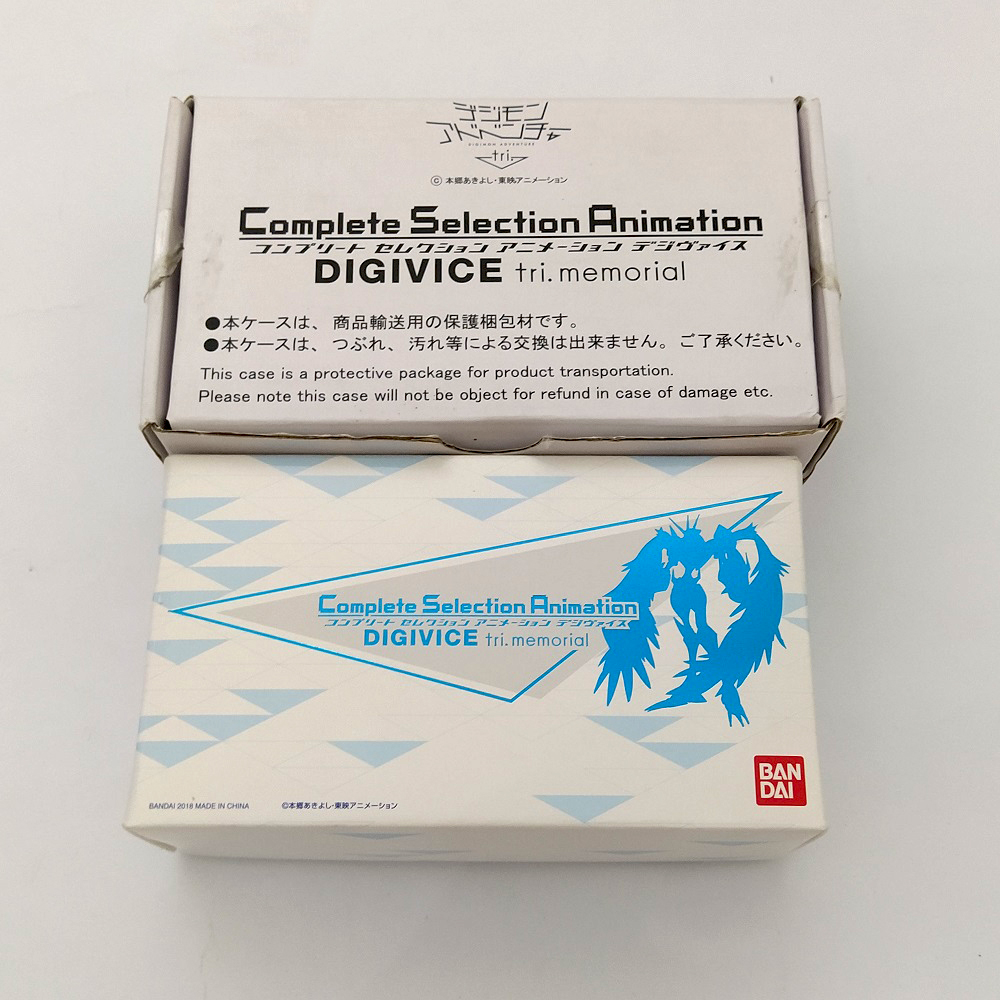 デジモン
アドベンチャー
DIGIMON ADVENTURE
tri.
©本郷あきよし・東映アニメーション
Complete Selection Animation
コンプリート セレクション アニメーション デジヴァイス
DIGIVICE tri.memorial
●本ケースは、商品輸送用の保護梱包材です。
●本ケースは、つぶれ、汚れ等による交換は出来ません。ご了承ください。
This case is a protective package for product transportation.
Please note this case will not be object for refund in case of damage etc.
Complete Selection Animation
コンプリート セレクション アニメーション デジヴァイス
DIGIVICE tri.memorial
BAN
DAI
BANDAI 2018 MADE IN CHINA
©本郷あきよし・東映アニメーション